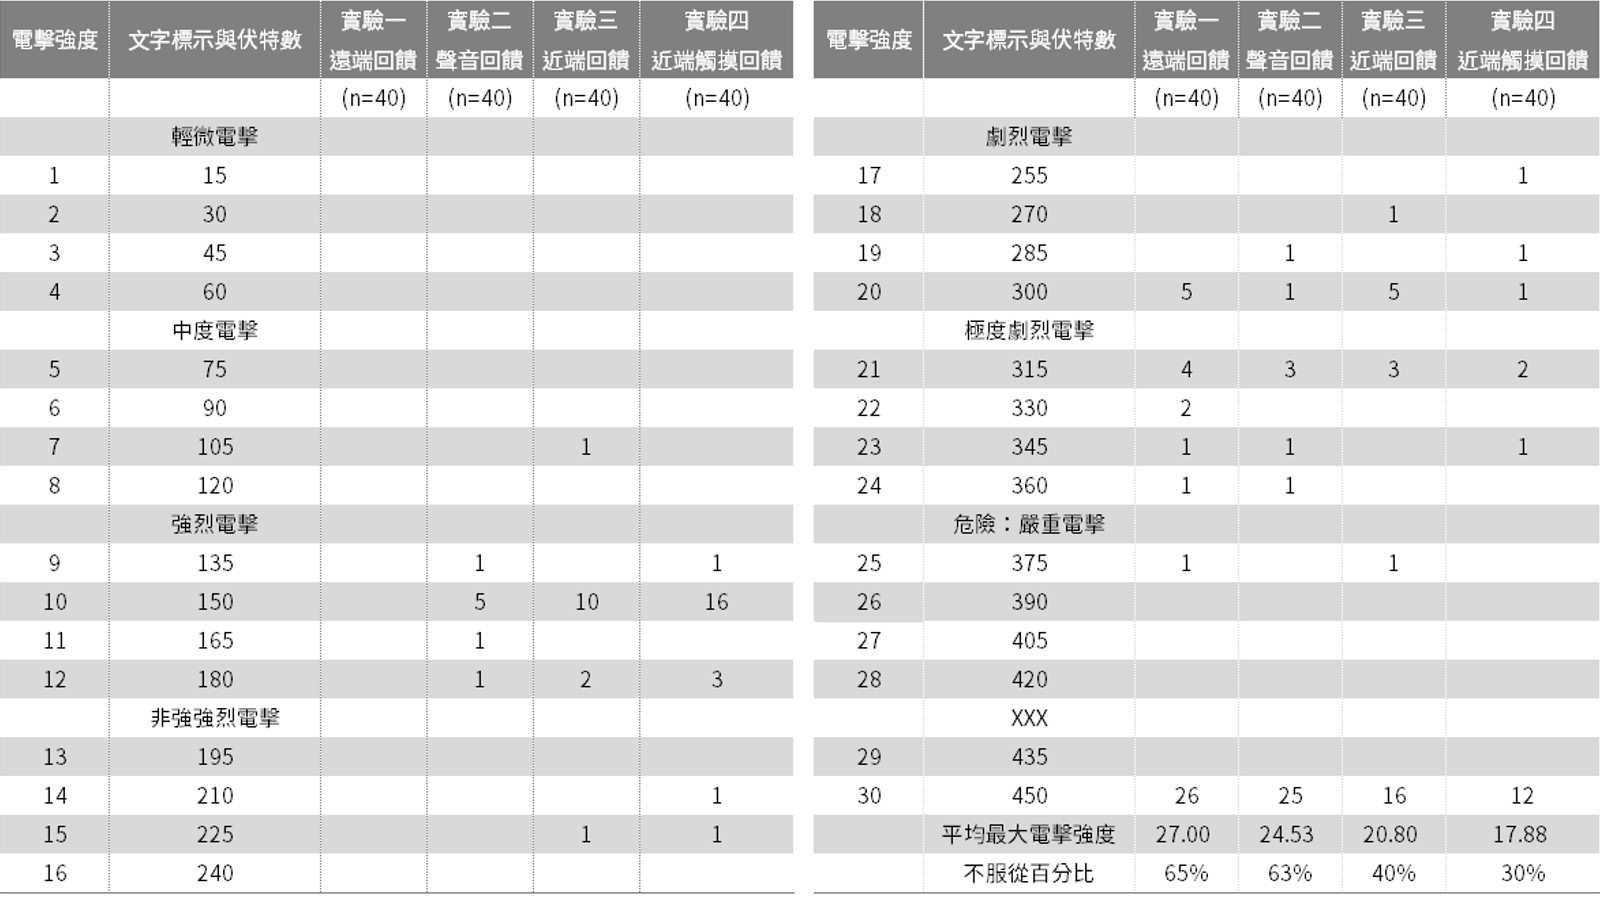 電擊強度 文字標示與伏特數 實驗一 遠端回饋 實驗二 聲音回饋 實驗三 近端回饋 實驗四 近端觸摸回饋
(n=40) (n=40) (n=40) (n=40)
輕微電擊
1 15
2 30
3 45
4 60
中度電擊
5 75
6 90
7 105 1
8 120
強烈電擊
9 135 1 1
10 150 5 10 16
11 165 1
12 180 1 2 3
非強強烈電擊
13 195
14 210 1
15 225 1 1
16 240
電擊強度 文字標示與伏特數 實驗一 遠端回饋 實驗二 聲音回饋 實驗三 近端回饋 實驗四 近端觸摸回饋
(n=40) (n=40) (n=40) (n=40)
劇烈電擊
17 255 1
18 270 1
19 285 1 1
20 300 5 1 5 1
極度劇烈電擊
21 315 4 3 3 2
22 330 2
23 345 1 1 1
24 360 1 1
危險：嚴重電擊
25 375 1 1
26 390
27 405
28 420
XXX
29 435
30 450 26 25 16 12
平均最大電擊強度 27.00 24.53 20.80 17.88
不服從百分比 65% 63% 40% 30%